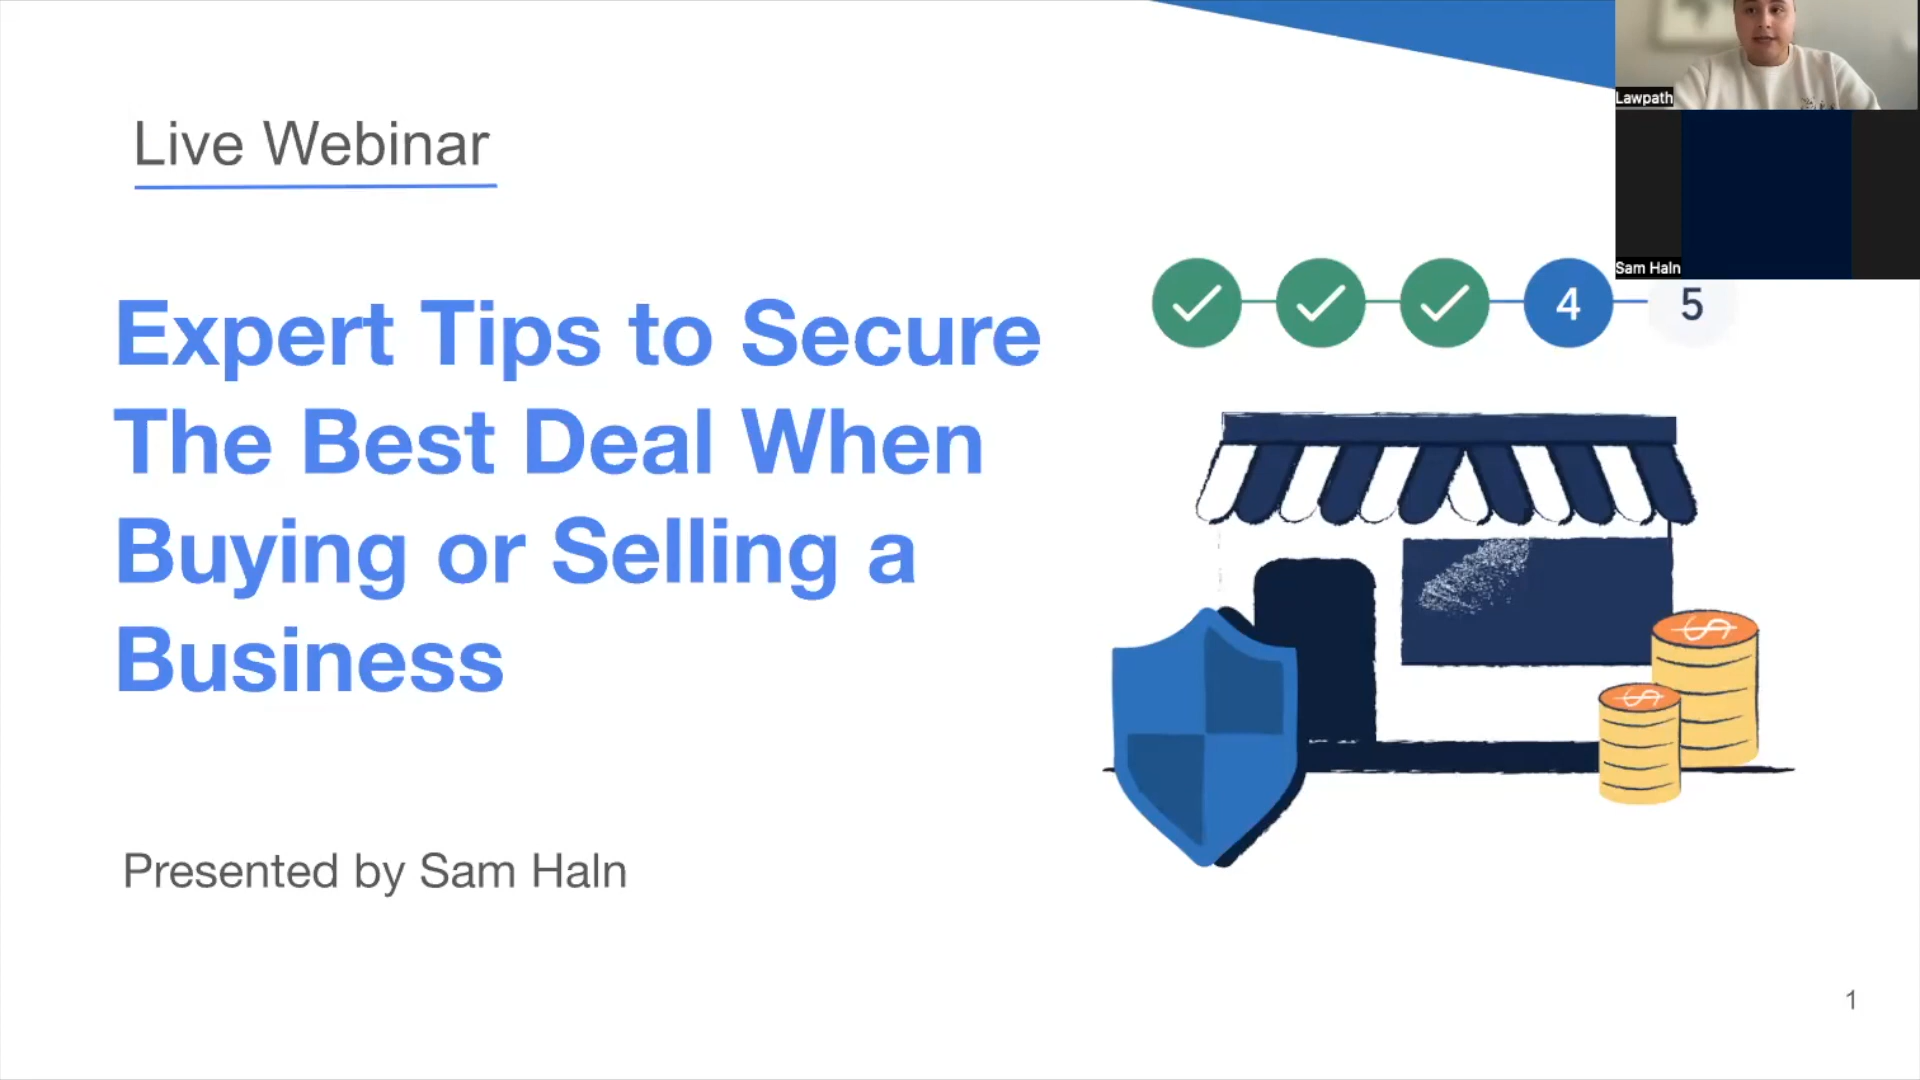 Live Webinar
Lawpath
Sam Haln
4
5
Expert Tips to Secure
The Best Deal When
Buying or Selling a
Business
Presented by Sam Haln
1